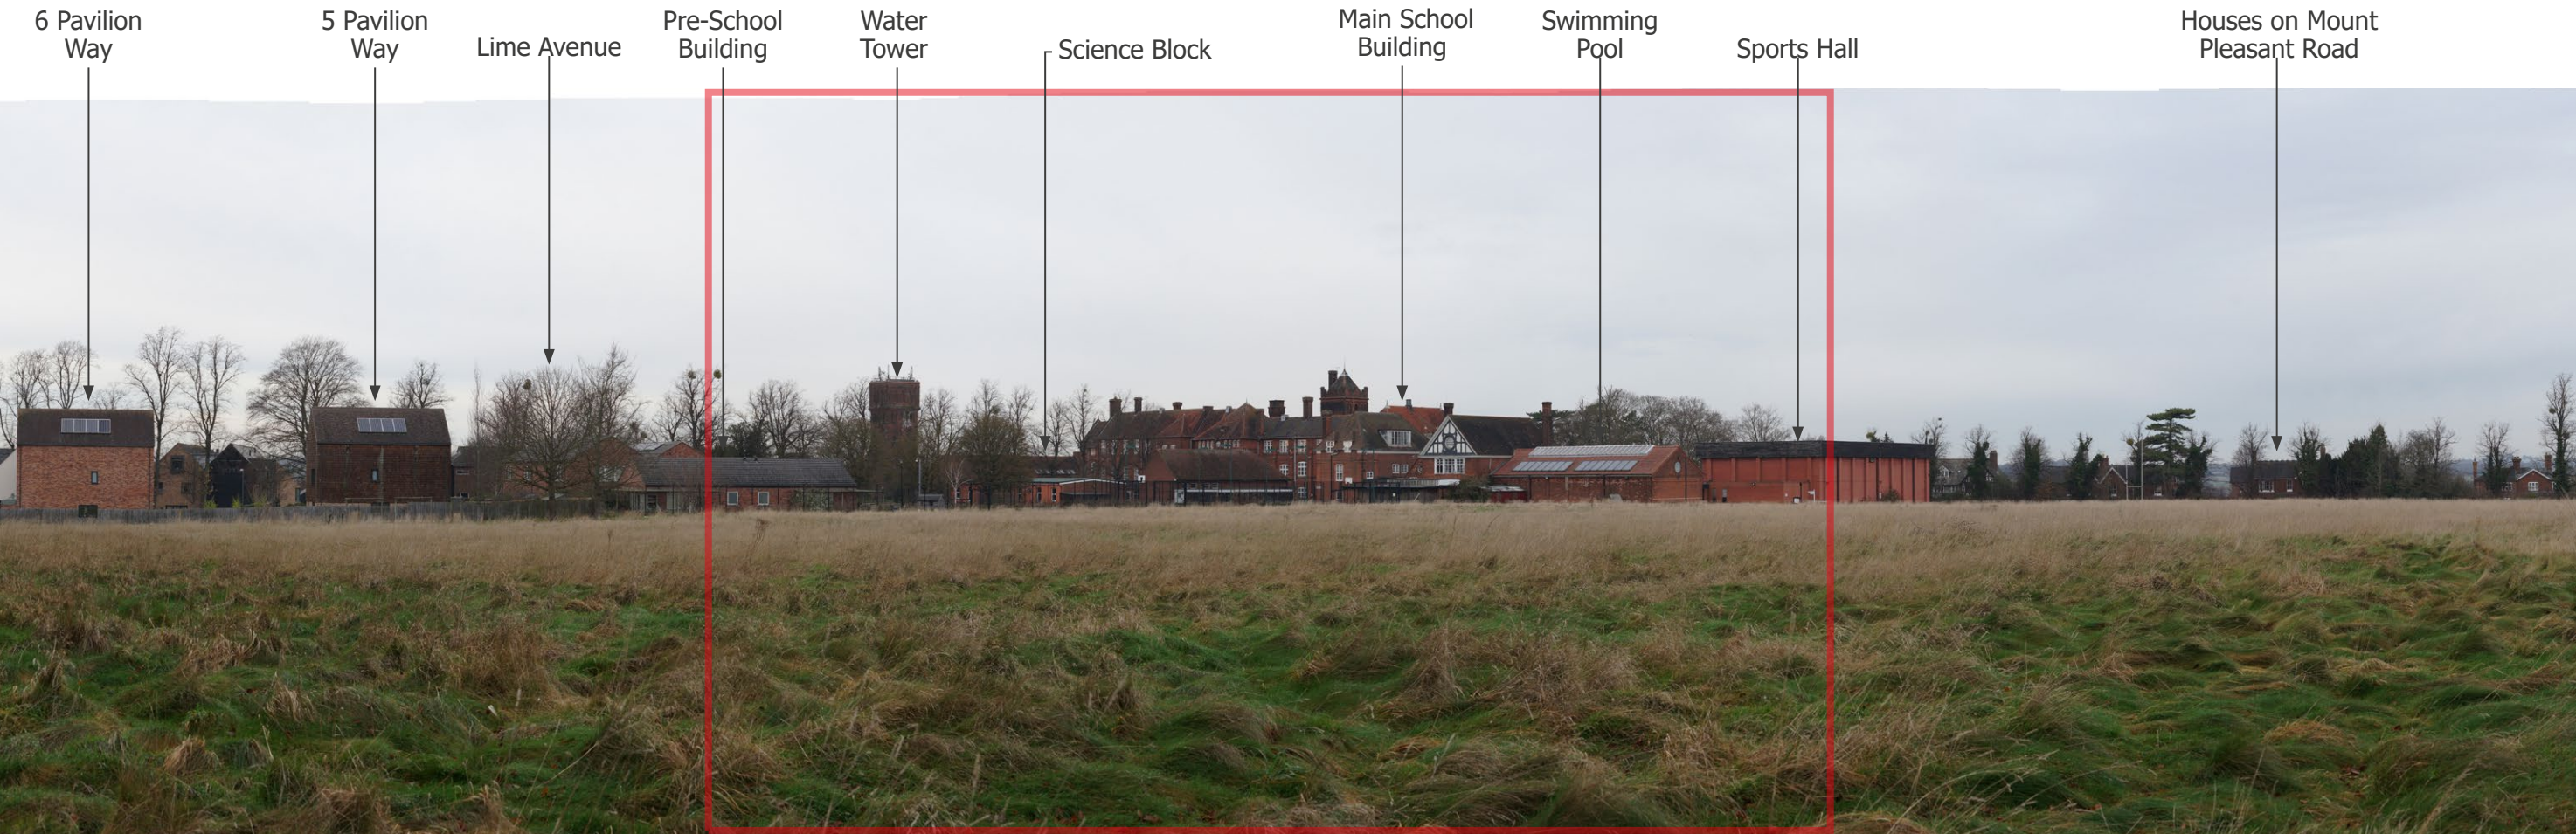 6 Pavilion
Way
5 Pavilion
Way
Lime Avenue
Pre-School
Building
Water
Tower
Science Block
Main School
Building
Swimming
Pool
Sports Hall
Houses on Mount
Pleasant Road